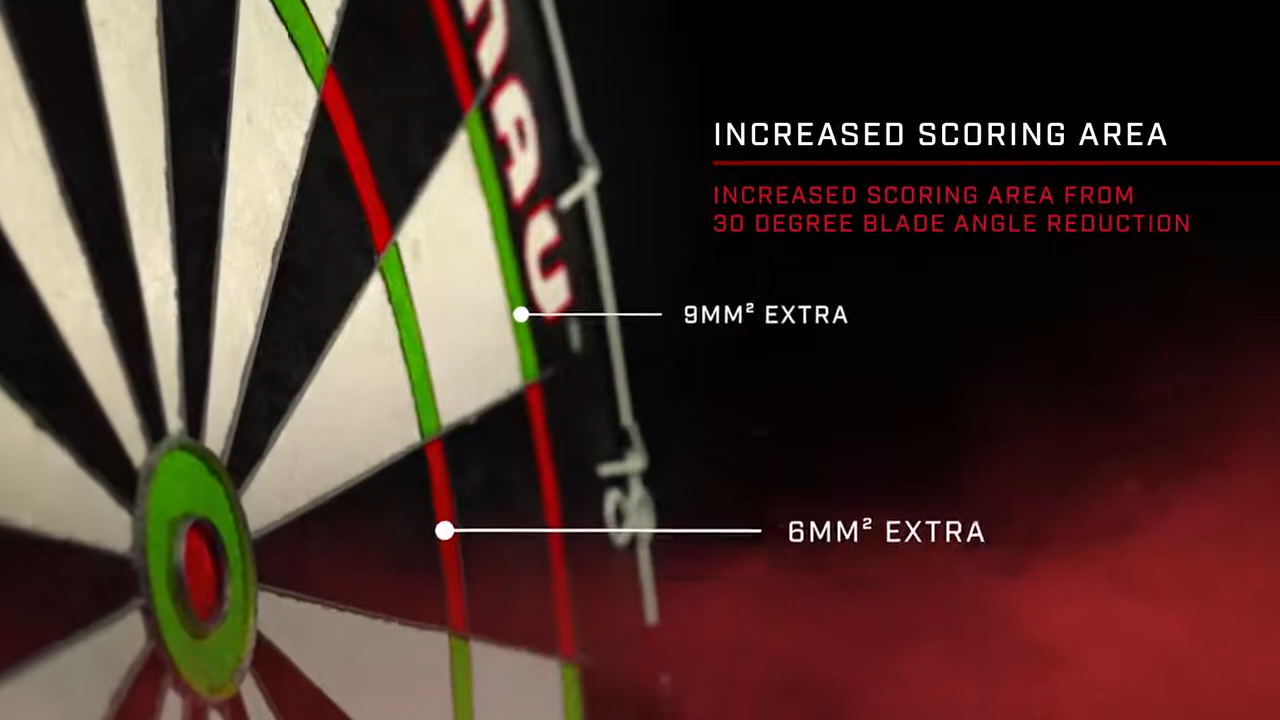 INCREASED SCORING AREA
INCREASED SCORING AREA FROM
30 DEGREE BLADE ANGLE REDUCTION
9MM² EXTRA
6MM² EXTRA